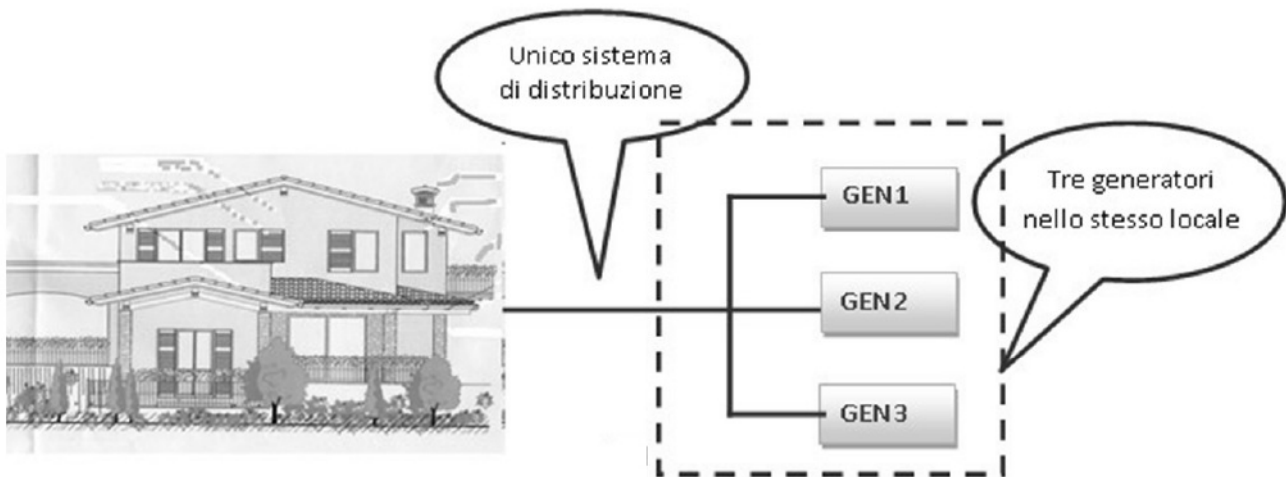 Unico sistema
di distribuzione
GEN1
Tre generatori
nello stesso locale
GEN2
GEN3